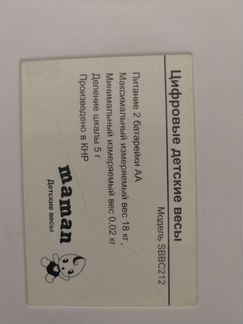 Цифровые детские весы
Модель SBBC212
Питание 2 батарейки АА
Максимальный измеряемый вес 18 кг,
Минимальный измеряемый вес 0,02 кг
Деление шкалы 5 г
Произведено в КНР
maman
Детские весы